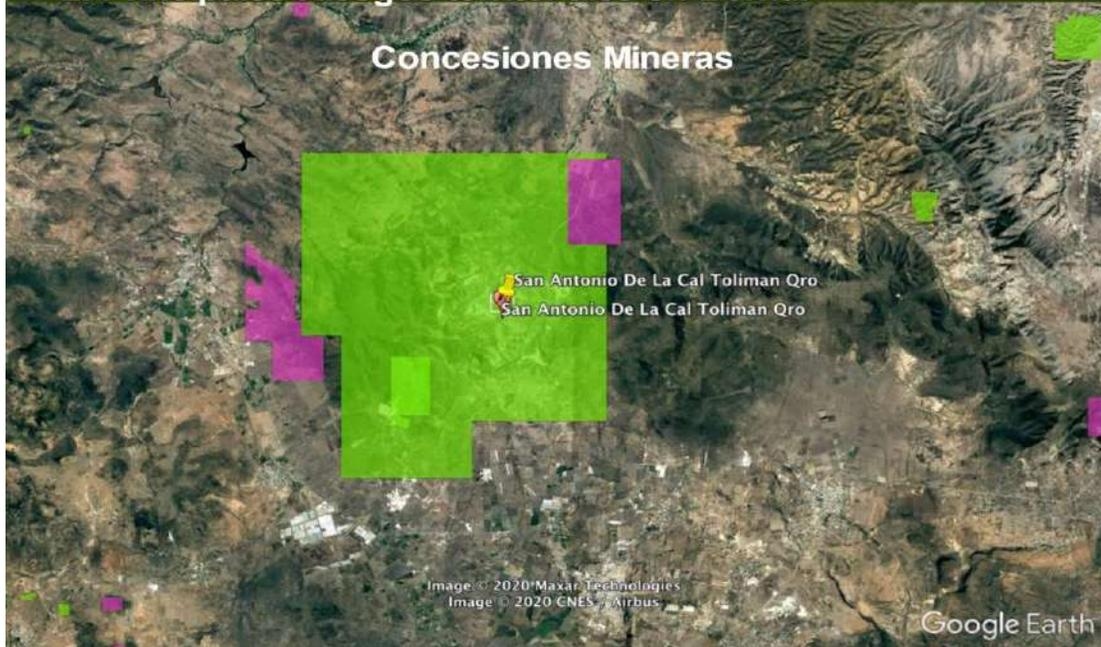 Concesiones Mineras
San Antonio De La Cal Toliman Qro
San Antonio De La Cal Toliman Qro
Image © 2020 Maxar Technologies
Image © 2020 CNES / Airbus
Google Earth